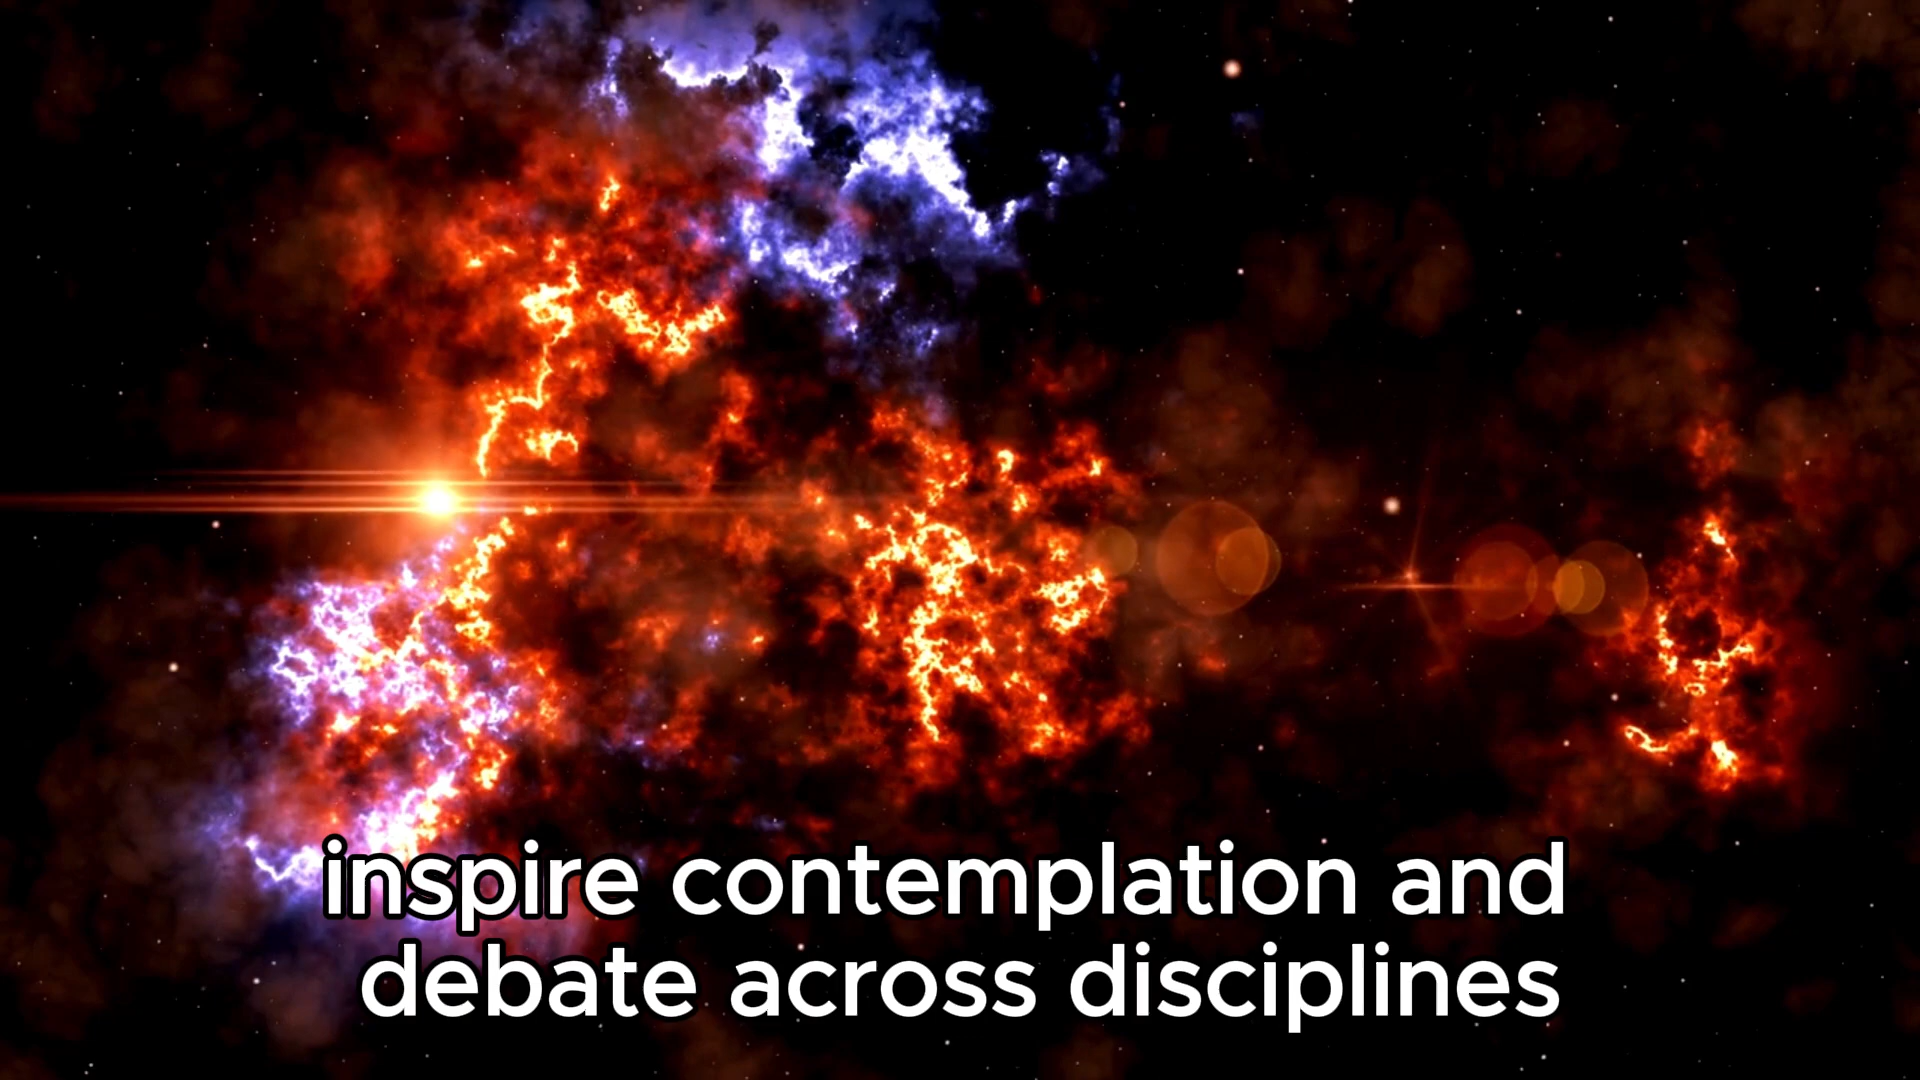 inspire contemplation and
debate across disciplines